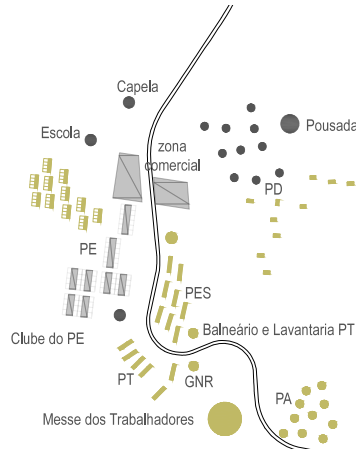 Capela
Escola
Pousada
zona
comercial
PD
PE
PES
Clube do PE
Balneário e Lavantaria PT
PT
GNR
PA
Messe dos Trabalhadores